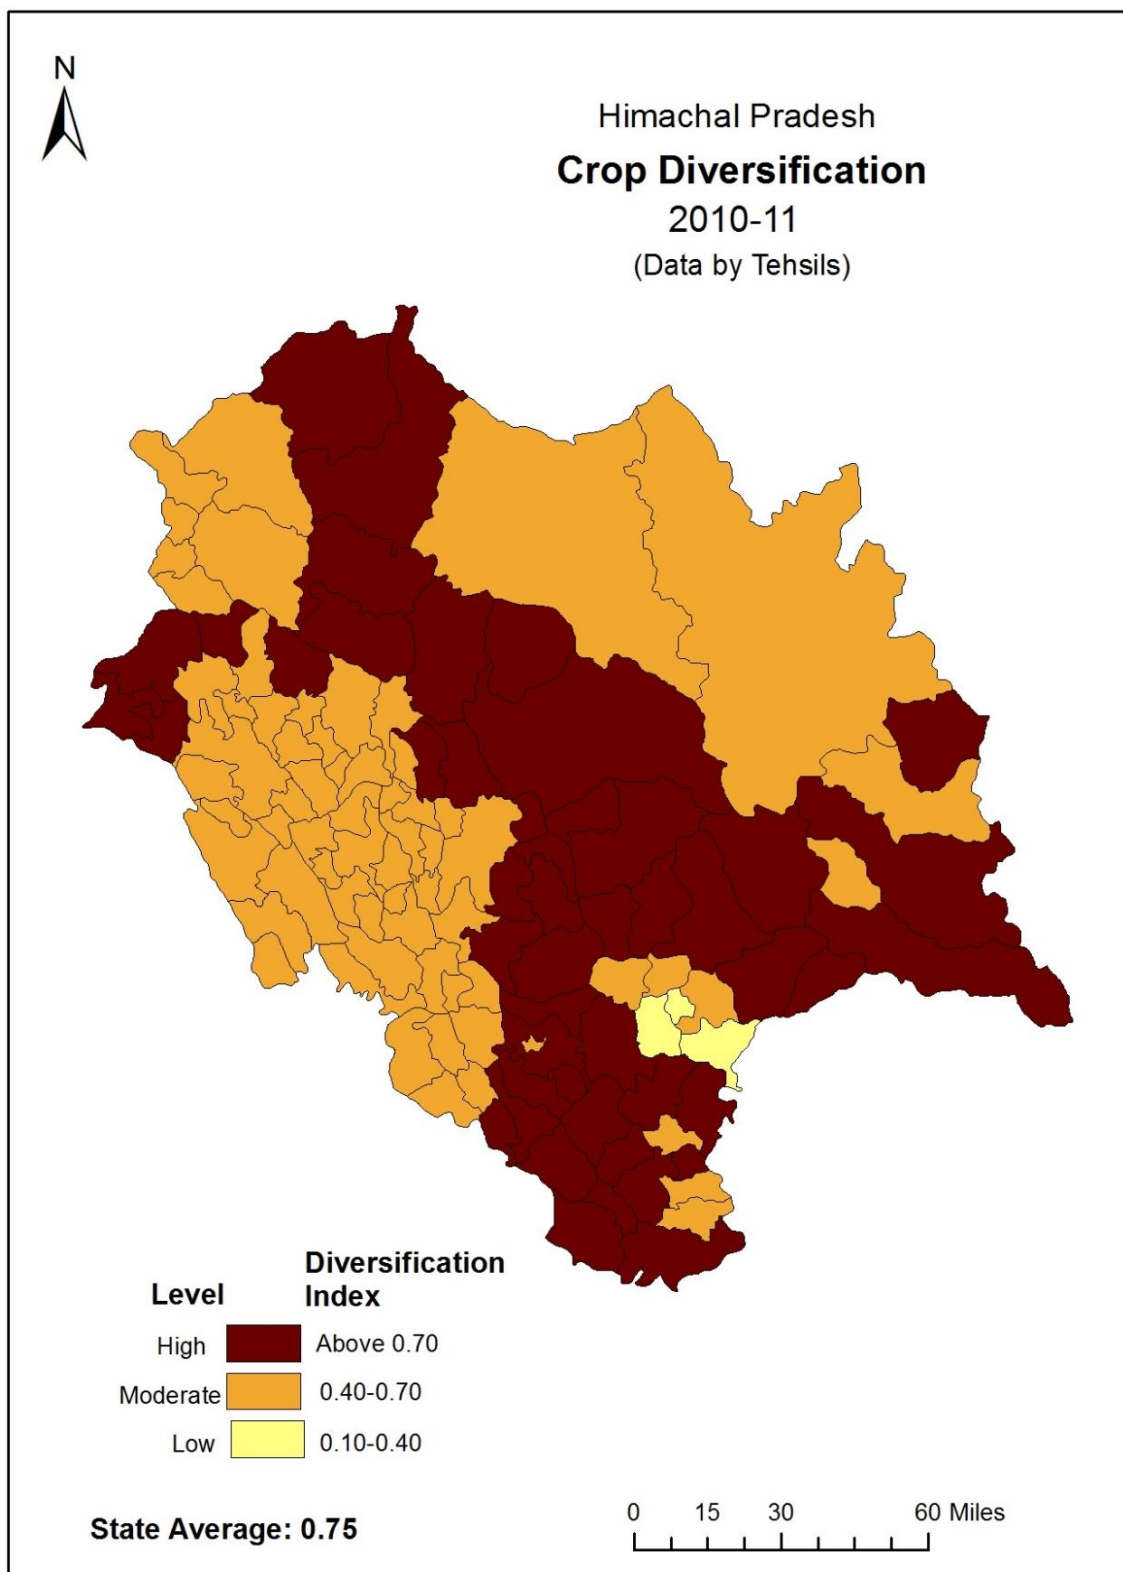 N
Himachal Pradesh
Crop Diversification
2010-11
(Data by Tehsils)
Level
Diversification
Index
High Above 0.70
Moderate 0.40-0.70
Low 0.10-0.40
State Average: 0.75
0 15 30 60 Miles